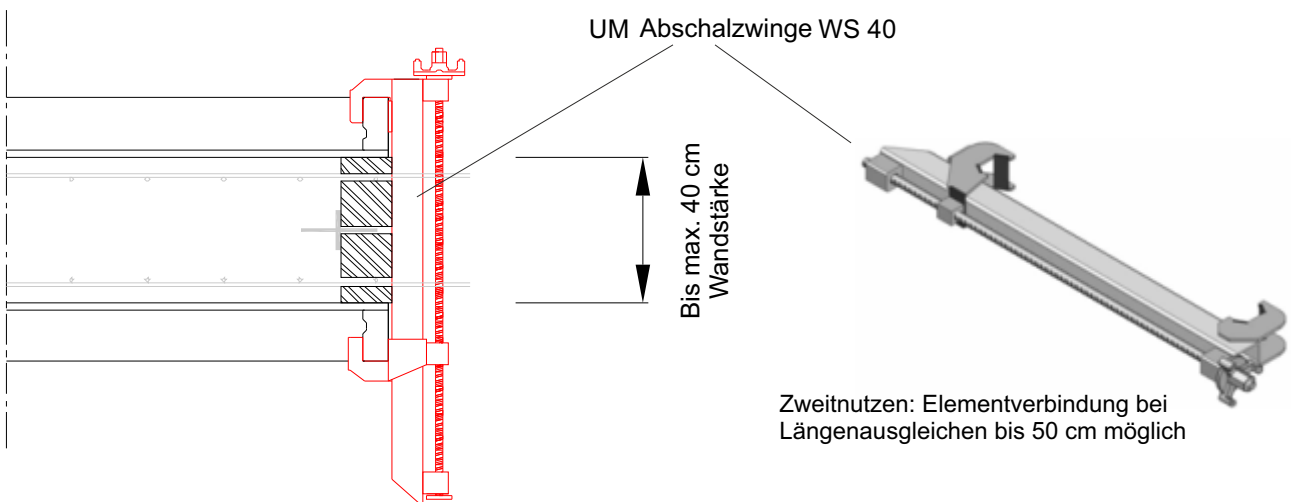 UM Abschalzwinge WS 40
Bis max. 40 cm
Wandstärke
Zweitnutzen: Elementverbindung bei
Längenausgleichen bis 50 cm möglich